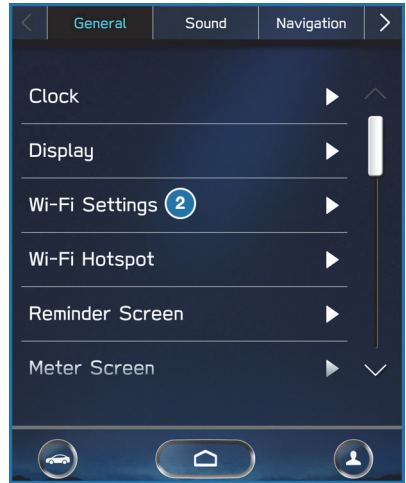 General Sound Navigation
Clock
Display
Wi-Fi Settings 2
Wi-Fi Hotspot
Reminder Screen
Meter Screen